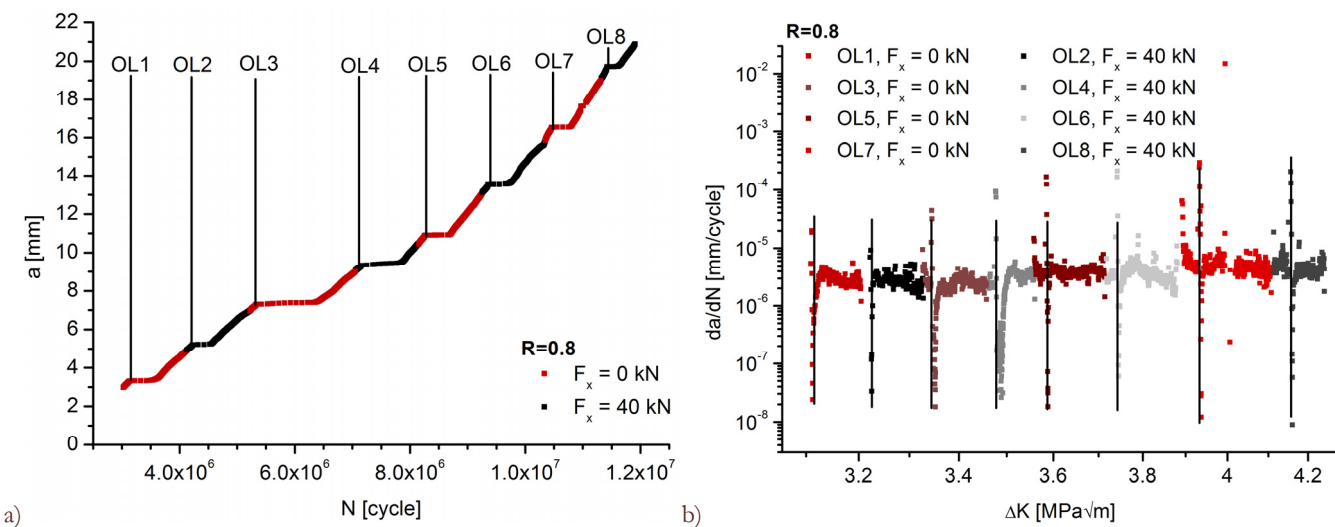 22
20
18
16
14
12
10
8
6
4
2
0
a [mm]
OL1
OL2
OL3
OL4
OL5
OL6
OL7
OL8
R=0.8
F_x = 0 kN
F_x = 40 kN
4.0x10^6
6.0x10^6
8.0x10^6
1.0x10^7
1.2x10^7
N [cycle]
a)
R=0.8
OL1, F_x = 0 kN
OL2, F_x = 40 kN
OL3, F_x = 0 kN
OL4, F_x = 40 kN
OL5, F_x = 0 kN
OL6, F_x = 40 kN
OL7, F_x = 0 kN
OL8, F_x = 40 kN
10^-2
10^-3
10^-4
10^-5
10^-6
10^-7
10^-8
da/dN [mm/cycle]
3.2
3.4
3.6
3.8
4
4.2
ΔK [MPa√m]
b)